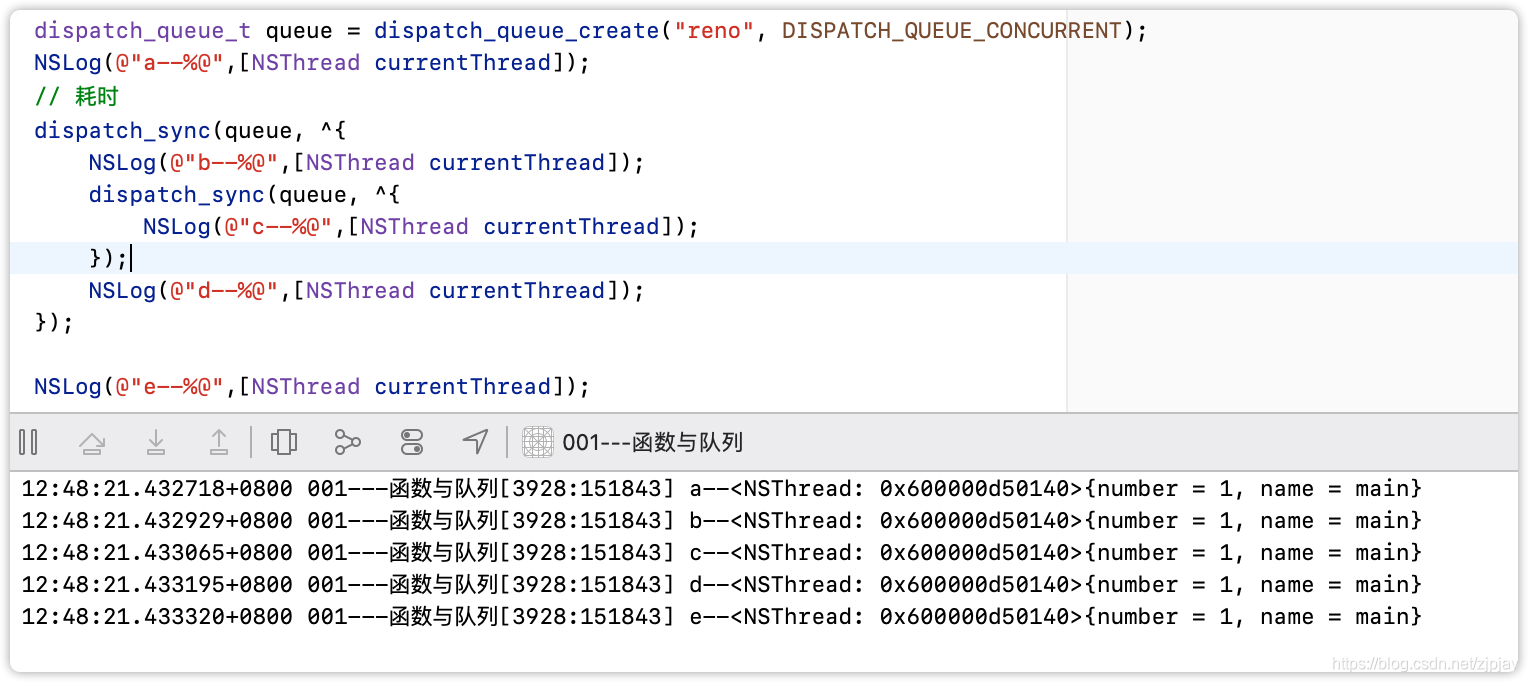 dispatch_queue_t queue = dispatch_queue_create("reno", DISPATCH_QUEUE_CONCURRENT);
NSLog(@"a--%@",[NSThread currentThread]);
// 耗时
dispatch_sync(queue, ^{
    NSLog(@"b--%@",[NSThread currentThread]);
    dispatch_sync(queue, ^{
        NSLog(@"c--%@",[NSThread currentThread]);
    });
    NSLog(@"d--%@",[NSThread currentThread]);
});
NSLog(@"e--%@",[NSThread currentThread]);
001---函数与队列
12:48:21.432718+0800 001---函数与队列[3928:151843] a--<NSThread: 0x600000d50140>{number = 1, name = main}
12:48:21.432929+0800 001---函数与队列[3928:151843] b--<NSThread: 0x600000d50140>{number = 1, name = main}
12:48:21.433065+0800 001---函数与队列[3928:151843] c--<NSThread: 0x600000d50140>{number = 1, name = main}
12:48:21.433195+0800 001---函数与队列[3928:151843] d--<NSThread: 0x600000d50140>{number = 1, name = main}
12:48:21.433320+0800 001---函数与队列[3928:151843] e--<NSThread: 0x600000d50140>{number = 1, name = main}
https://blog.csdn.net/zjpjay